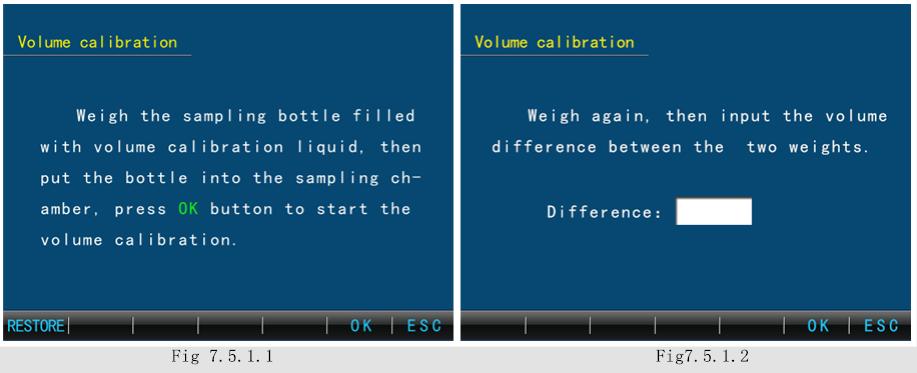 Volume calibration
Weigh the sampling bottle filled
with volume calibration liquid, then
put the bottle into the sampling ch-
amber, press OK button to start the
volume calibration.
RESTORE| | | | | OK | ESC
Fig 7.5.1.1
Volume calibration
Weigh again, then input the volume
difference between the two weights.
Difference:
| | | | OK | ESC
Fig7.5.1.2